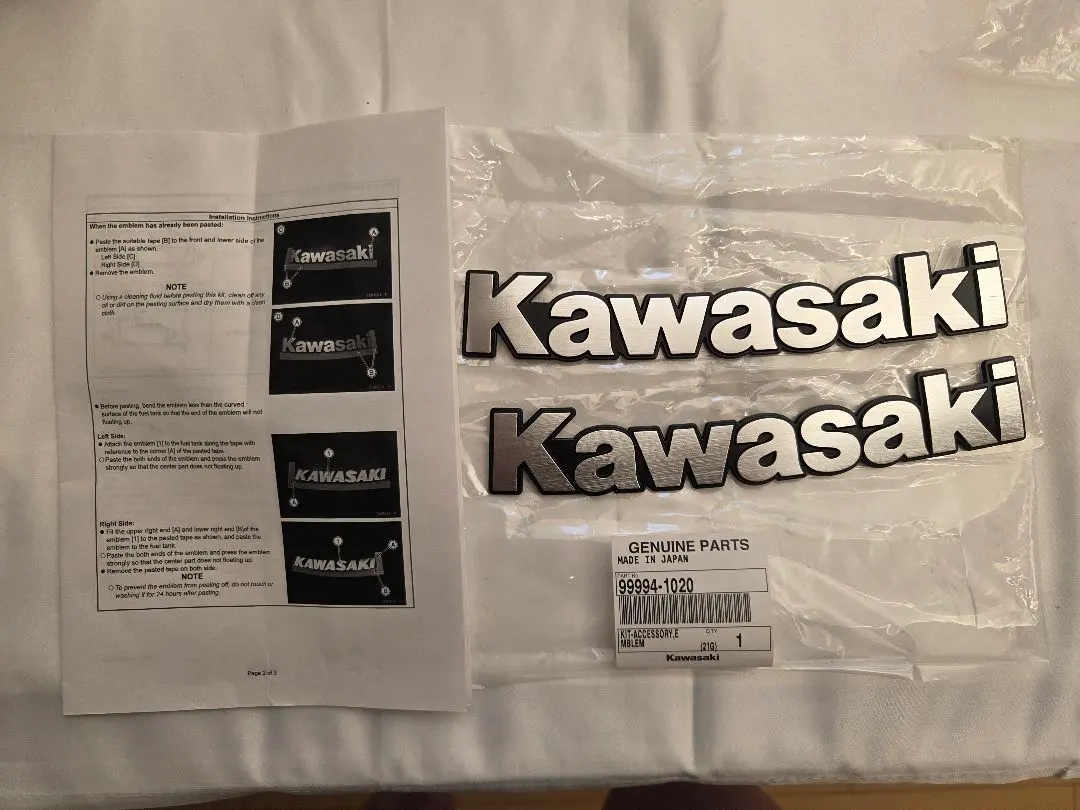 Installation Instructions
When the emblem has already been pasted:
● Paste the suitable tape [B] to the front and lower side of the
emblem [A] as shown.
Left Side [C]
Right Side [D]
● Remove the emblem.
NOTE
○ Using a cleaning fluid before pasting this kit, clean off any
oil or dirt on the pasting surface and dry them with a clean
cloth.
C
A
Kawasaki
B
D
A
Kawasaki
B
● Before pasting, bend the emblem less than the curved
surface of the fuel tank so that the end of the emblem will not
floating up.
Left Side:
● Attach the emblem [1] to the fuel tank along the tape with
reference to the corner [A] of the pasted tape.
○ Paste the both ends of the emblem and press the emblem
strongly so that the center part does not floating up.
1
KAWASAKI
A
Right Side:
● Fit the upper right end [A] and lower right end [B] of the
emblem [1] to the pasted tape as shown, and paste the
emblem to the fuel tank.
○ Paste the both ends of the emblem and press the emblem
strongly so that the center part does not floating up.
● Remove the pasted tape on both side.
NOTE
○ To prevent the emblem from peeling off, do not touch or
washing it for 24 hours after pasting.
1
A
KAWASAKI
B
Page 2 of 3
Kawasaki
Kawasaki
GENUINE PARTS
MADE IN JAPAN
PART NO.
99994-1020
KIT-ACCESSORY,E
MBLEM
(21G)
Q'TY
1
Kawasaki